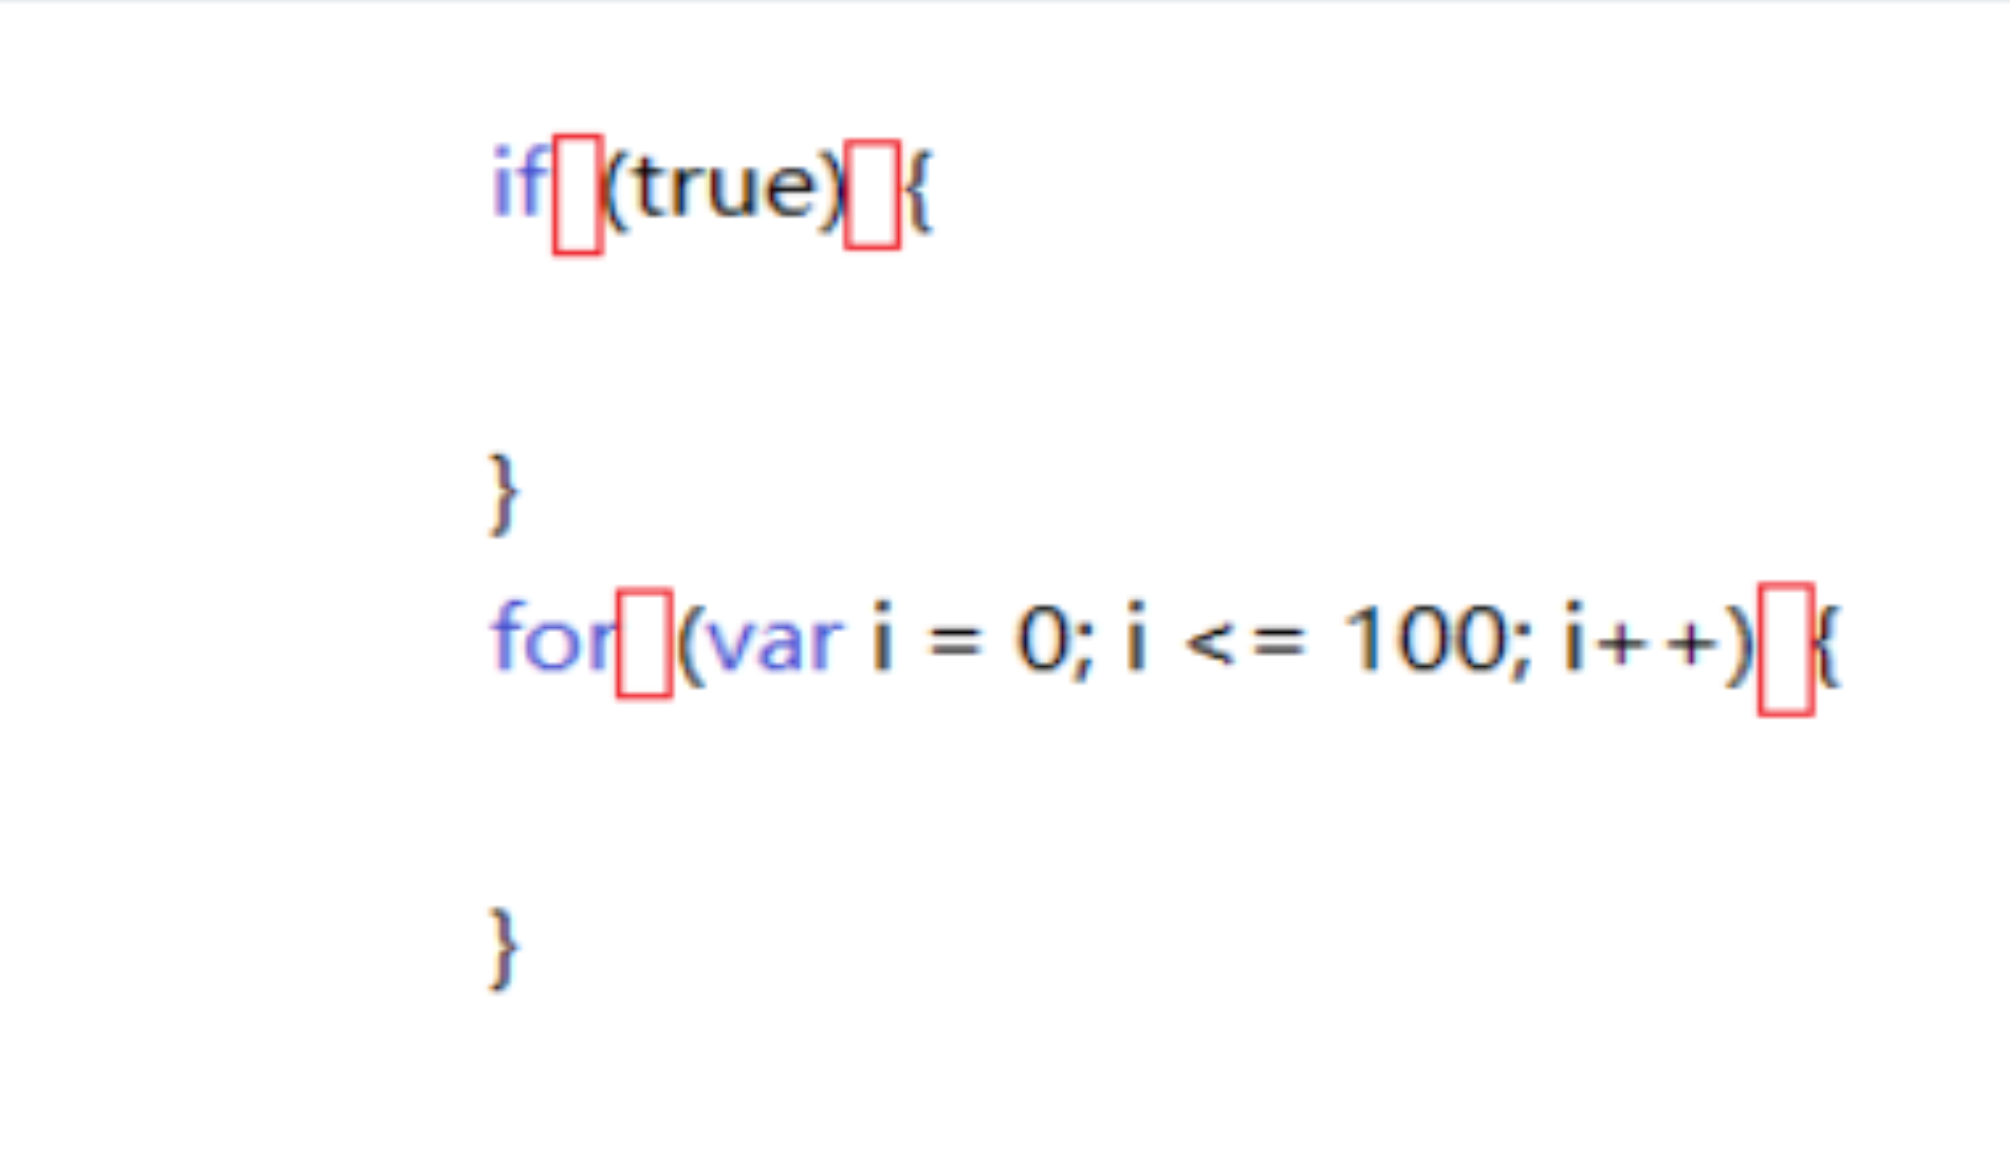 if (true) {
}
for (var i = 0; i <= 100; i++) {
}